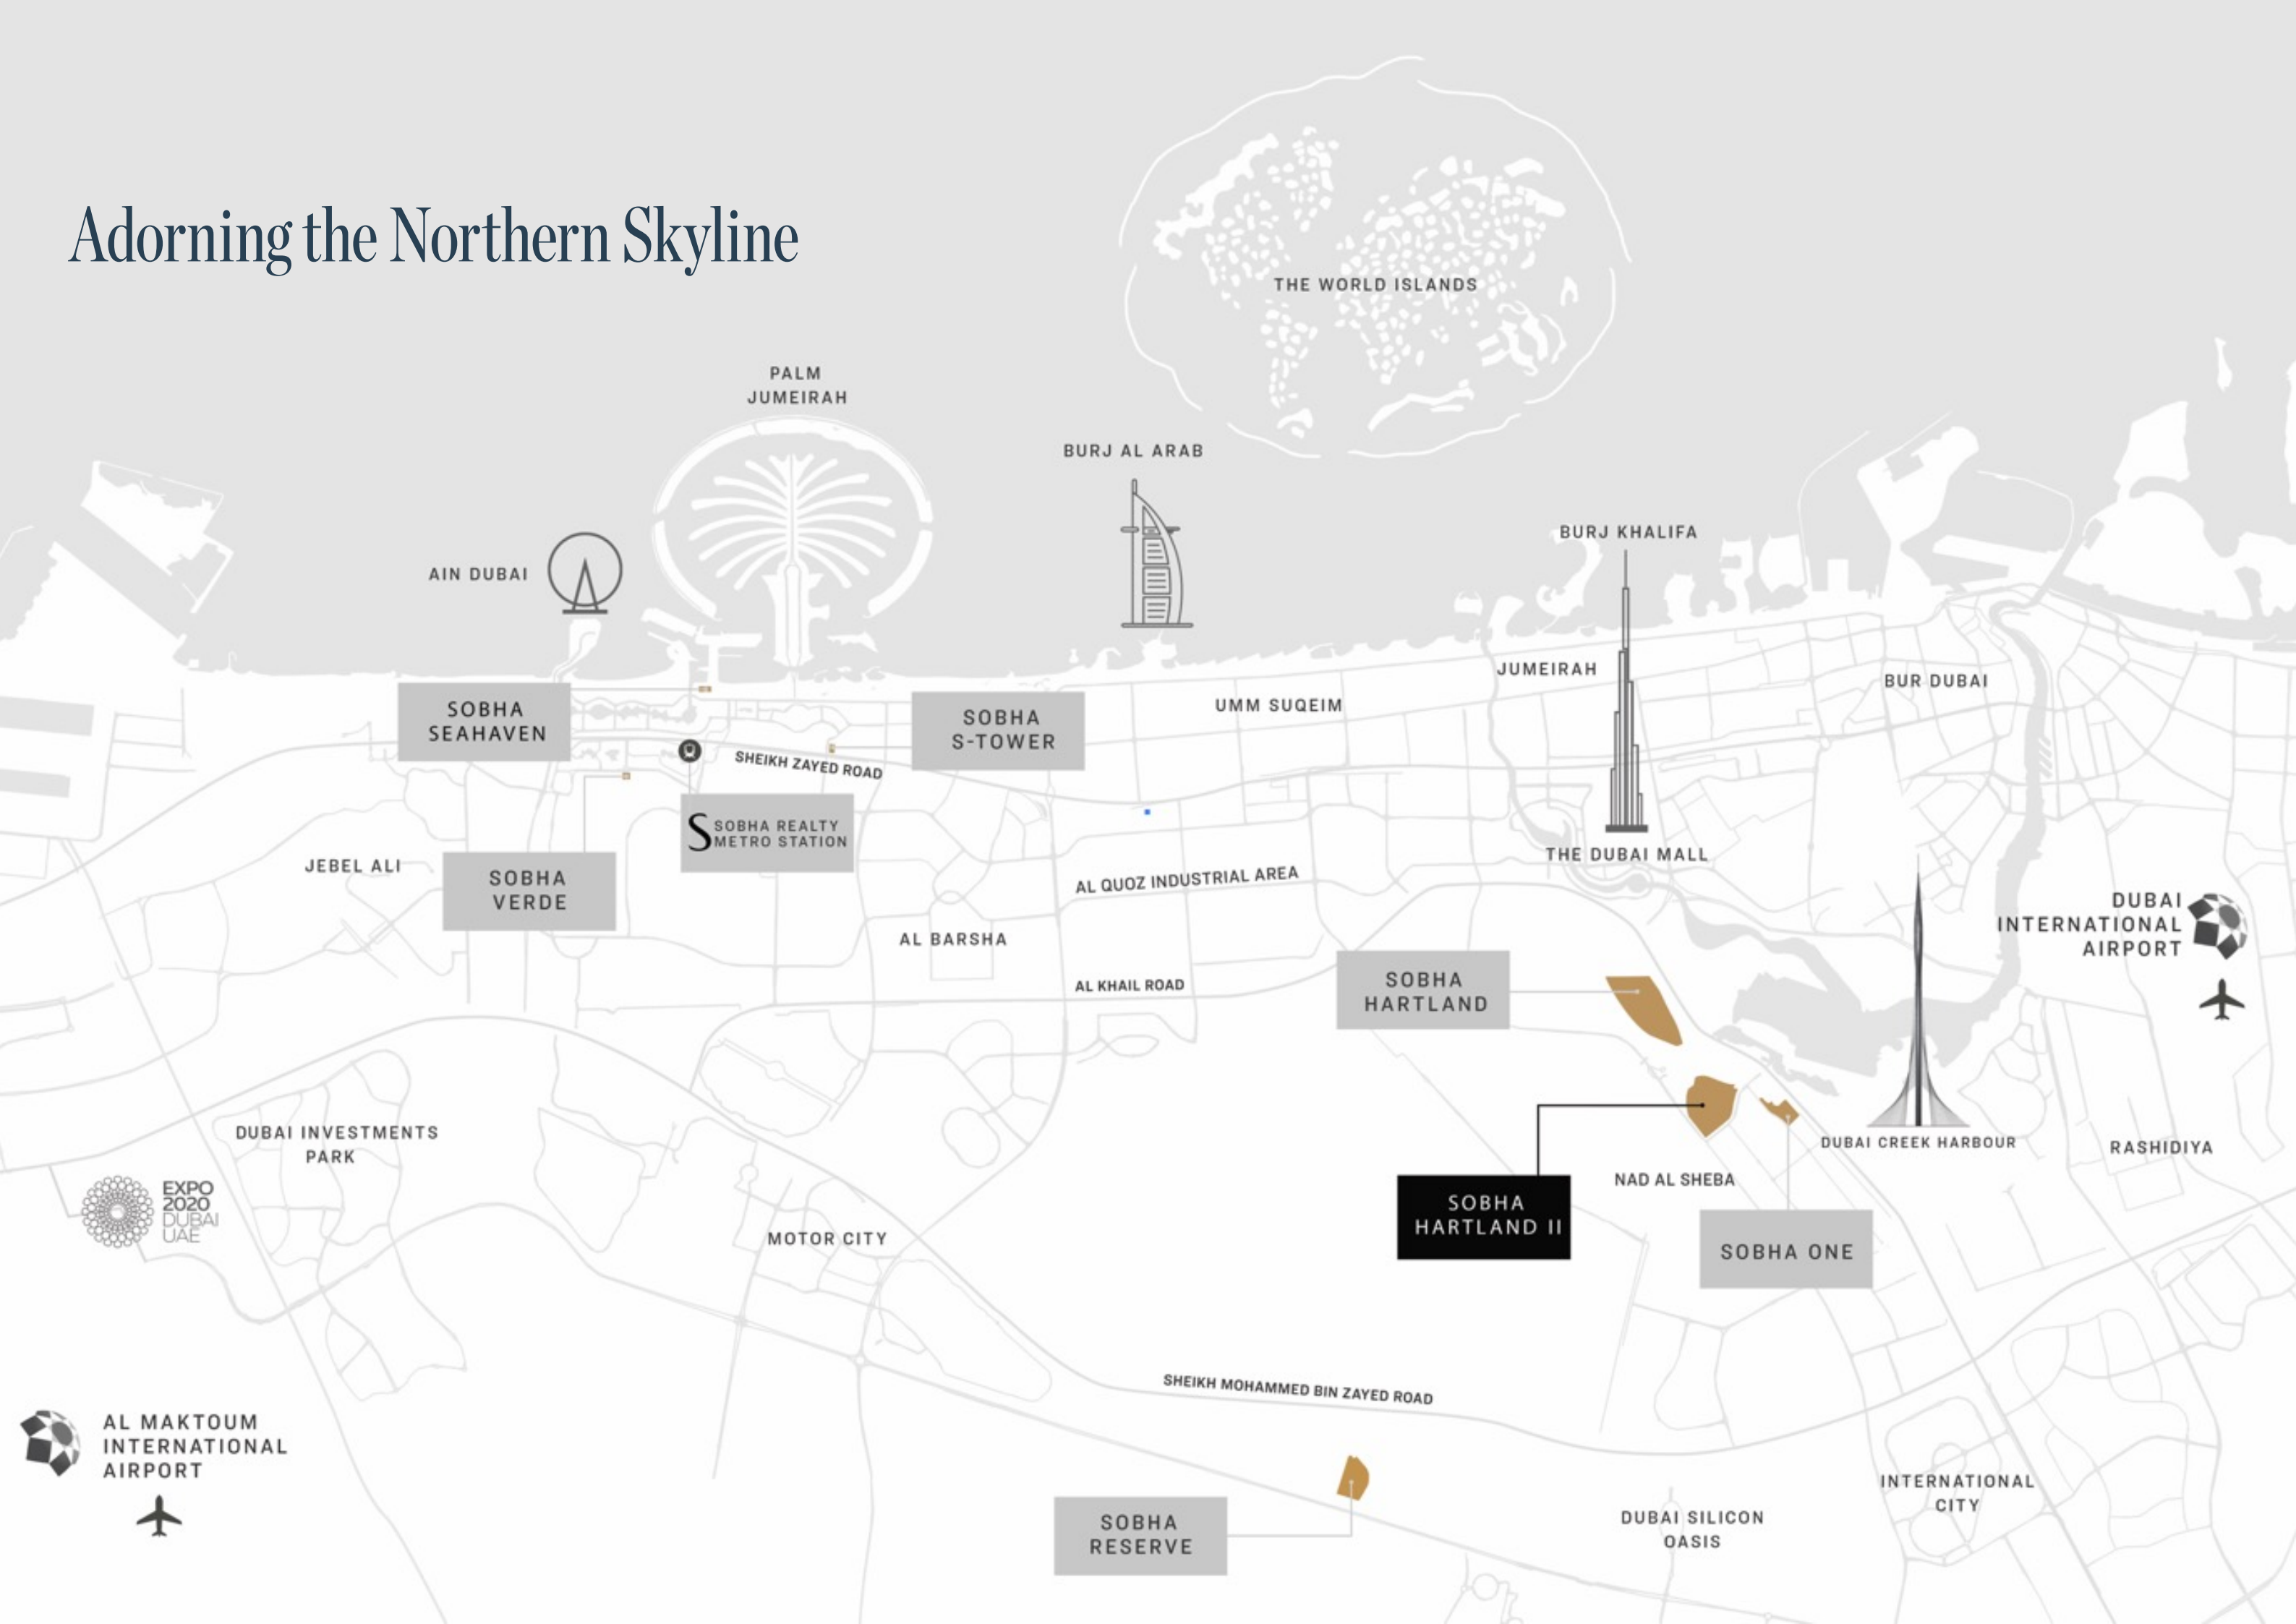 Adorning the Northern Skyline
THE WORLD ISLANDS
PALM
JUMEIRAH
BURJ AL ARAB
BURJ KHALIFA
AIN DUBAI
JUMEIRAH
BUR DUBAI
SOBHA
SEAHAVEN
SOBHA
S-TOWER
UMM SUQEIM
SHEIKH ZAYED ROAD
S SOBHA REALTY
METRO STATION
JEBEL ALI
SOBHA
VERDE
AL QUOZ INDUSTRIAL AREA
THE DUBAI MALL
DUBAI
INTERNATIONAL
AIRPORT
AL BARSHA
AL KHAIL ROAD
SOBHA
HARTLAND
DUBAI INVESTMENTS
PARK
DUBAI CREEK HARBOUR
RASHIDIYA
EXPO
2020
DUBAI
UAE
NAD AL SHEBA
SOBHA
HARTLAND II
MOTOR CITY
SOBHA ONE
SHEIKH MOHAMMED BIN ZAYED ROAD
AL MAKTOUM
INTERNATIONAL
AIRPORT
SOBHA
RESERVE
DUBAI SILICON
OASIS
INTERNATIONAL
CITY